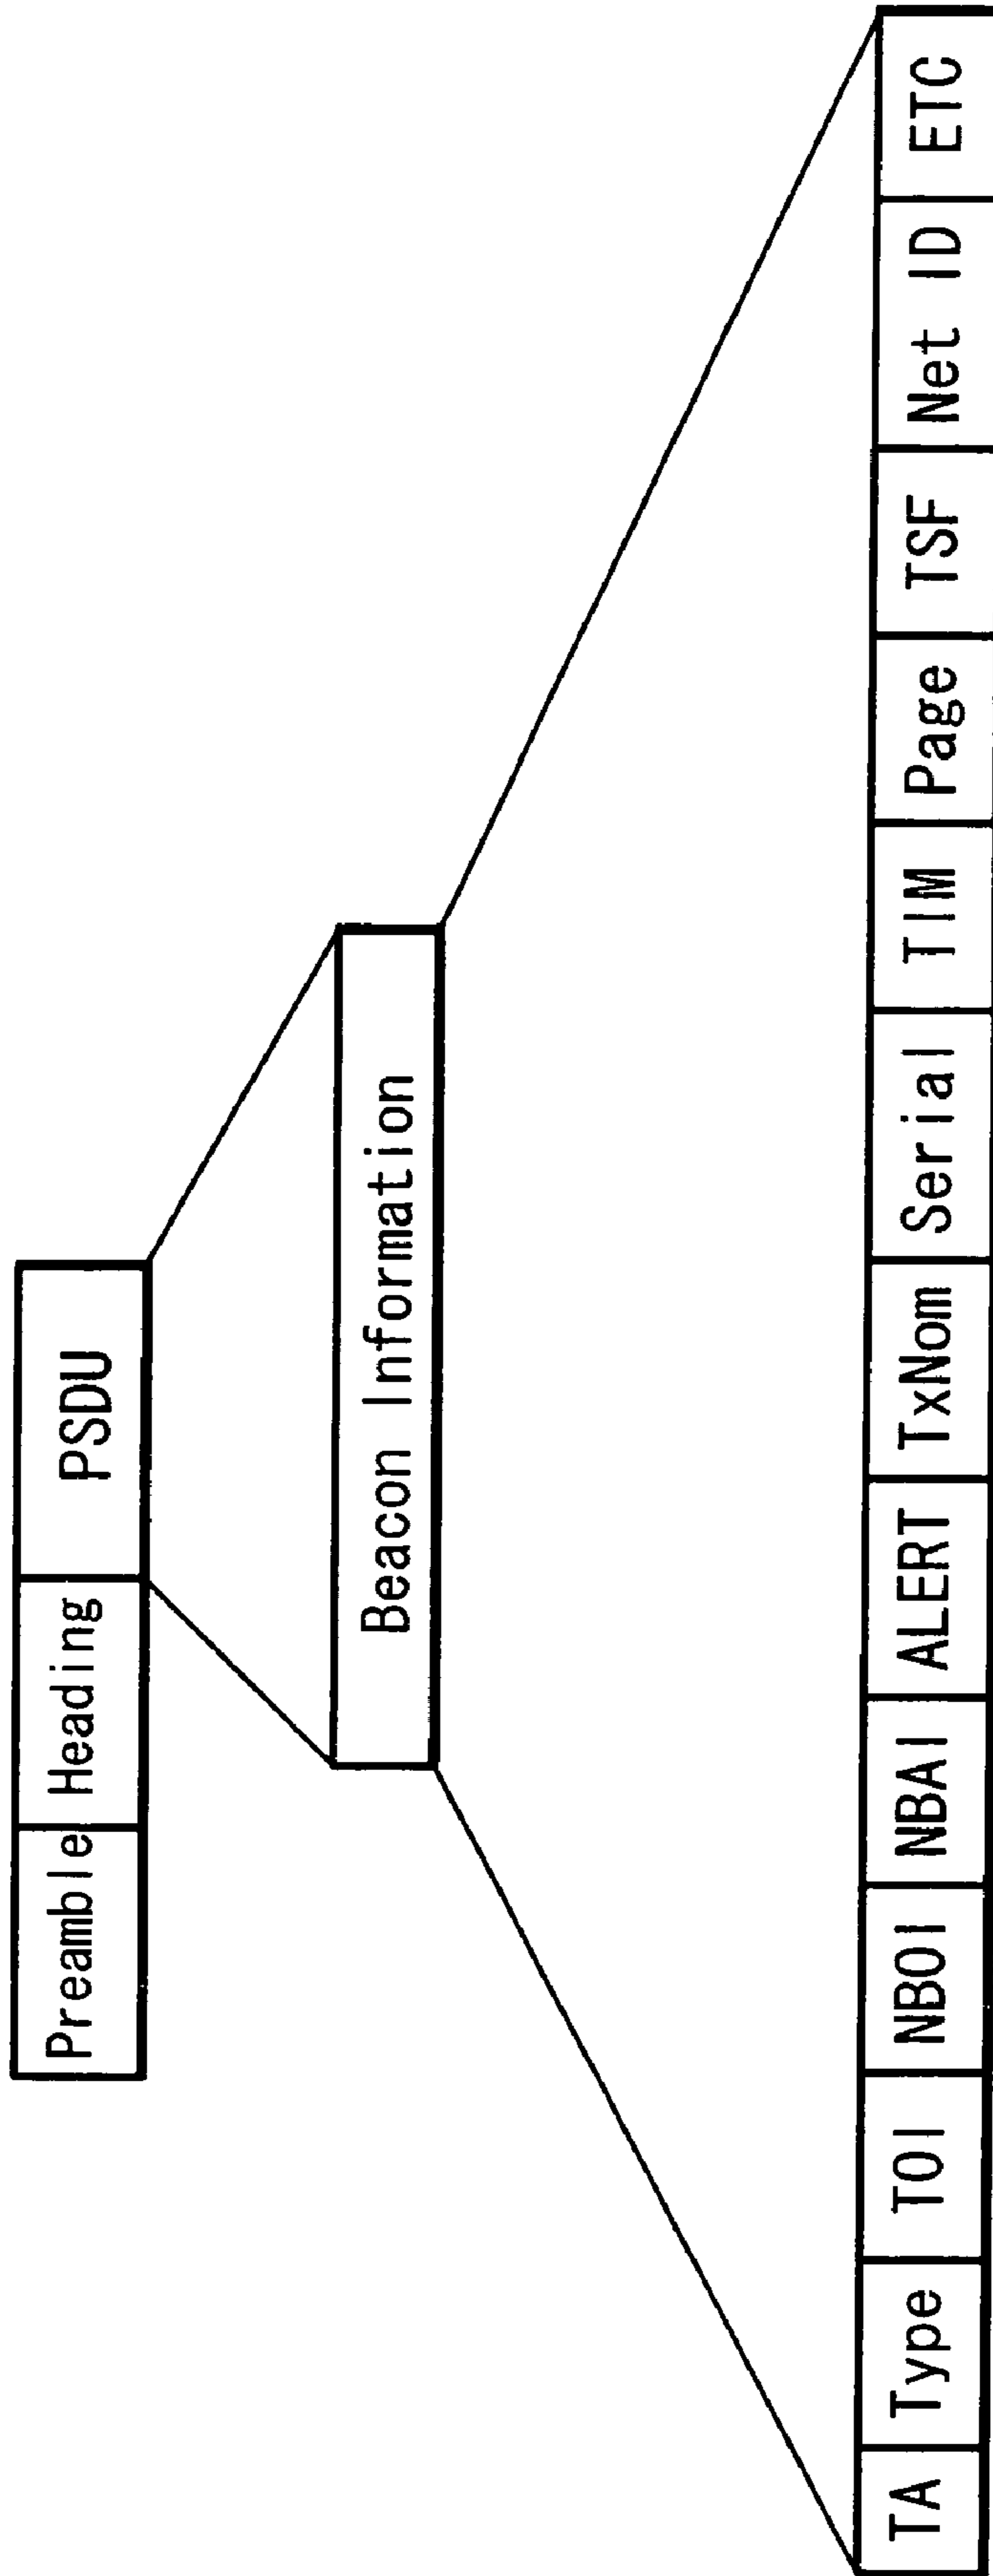 Preamble Heading PSDU
Beacon Information
TA Type TOI NBOI NBAI ALERT TxNom Serial TIM Page TSF Net ID ETC